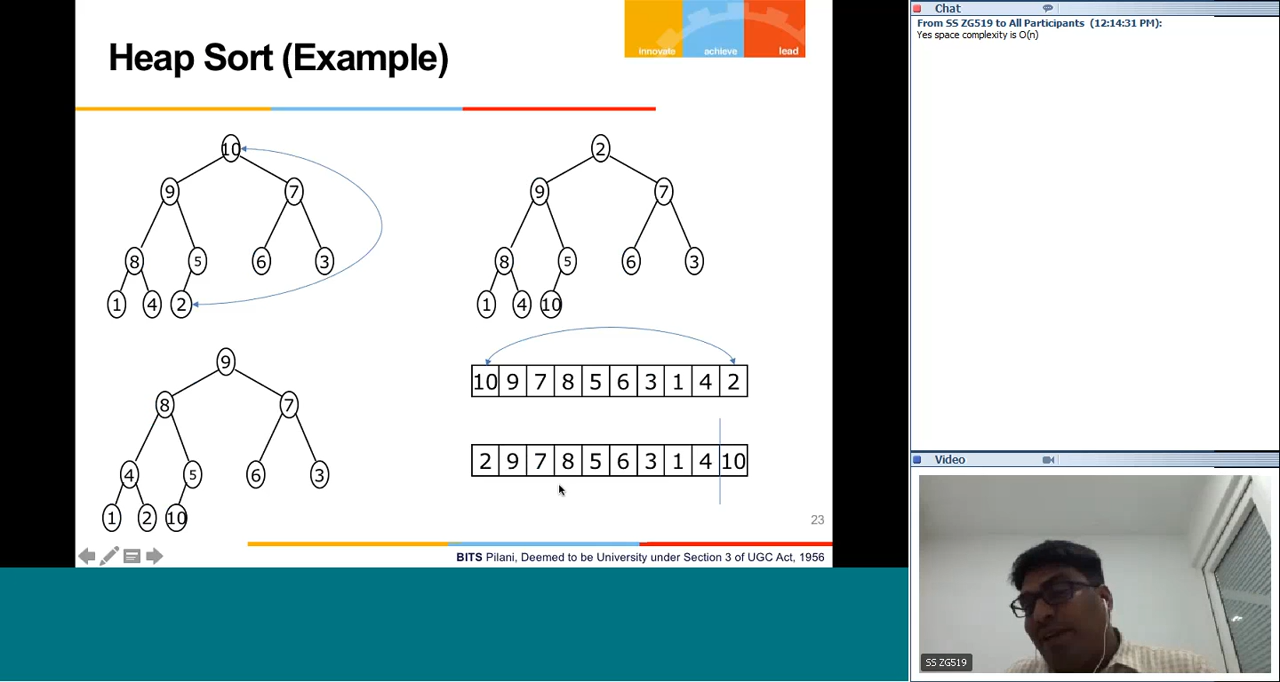 Heap Sort (Example)
innovate achieve lead
10
9 7
8 5 6 3
1 4 2
2
9 7
8 5 6 3
1 4 10
9
8 7
4 5 6 3
1 2 10
10 9 7 8 5 6 3 1 4 2
2 9 7 8 5 6 3 1 4 10
23
BITS Pilani, Deemed to be University under Section 3 of UGC Act, 1956
Chat
From SS ZG519 to All Participants (12:14:31 PM):
Yes space complexity is O(n)
Video
SS ZG519